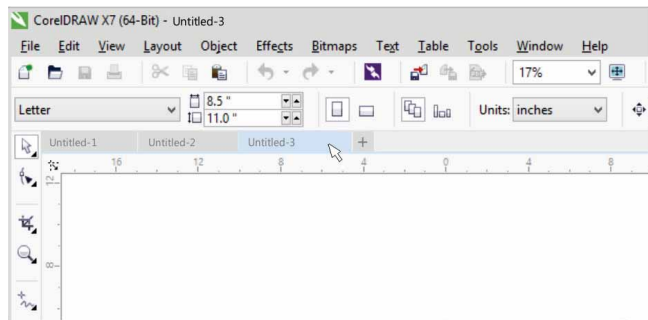 CorelDRAW X7 (64-Bit) - Untitled-3
File Edit View Layout Object Effects Bitmaps Text Table Tools Window Help
17%
Letter 8.5 " Units: inches
11.0 "
Untitled-1 Untitled-2 Untitled-3 +
16 12 8 4 0 4 8
12
8